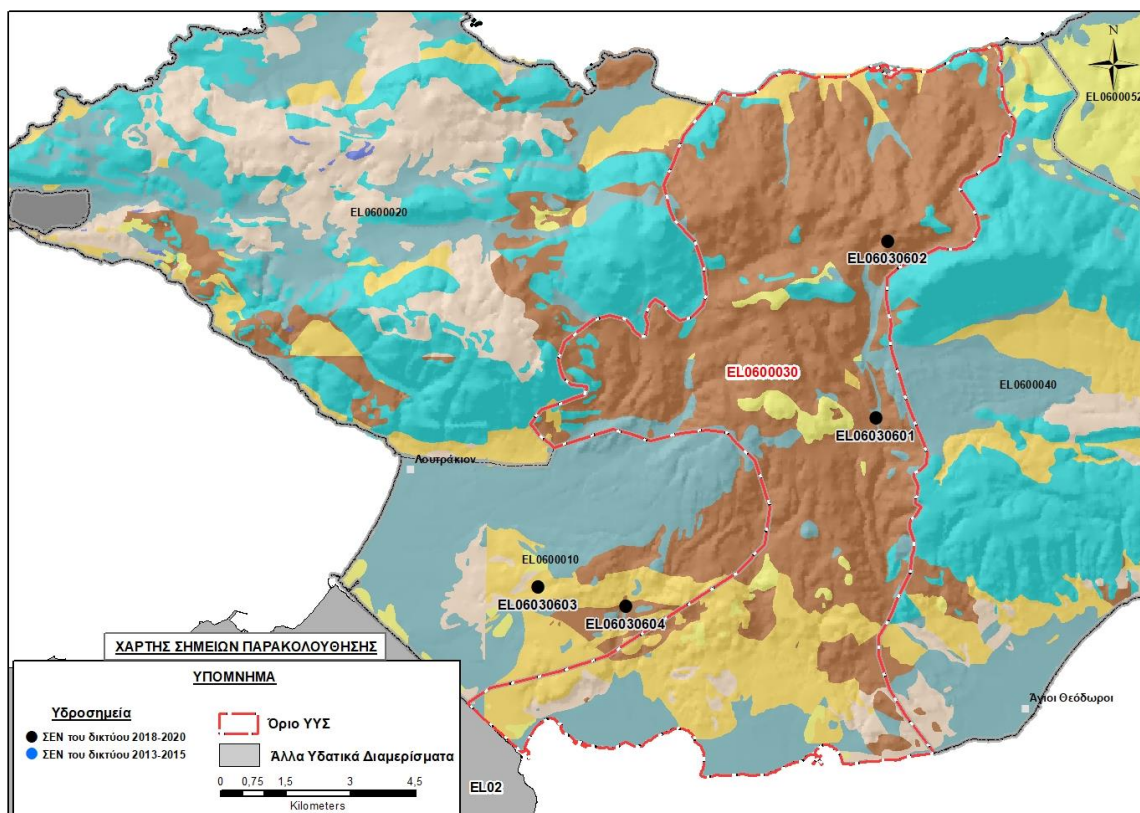 N
EL0600052
EL0600020
EL06030602
EL0600030
EL0600040
EL06030601
Λουτράκιον
EL0600010
EL06030603
EL06030604
ΧΑΡΤΗΣ ΣΗΜΕΙΩΝ ΠΑΡΑΚΟΛΟΥΘΗΣΗΣ
ΥΠΟΜΝΗΜΑ
Υδροσημεία
ΣΕΝ του δικτύου 2018-2020
ΣΕΝ του δικτύου 2013-2015
Όριο ΥΥΣ
Άλλα Υδατικά Διαμερίσματα
0 0,75 1,5 3 4,5
Kilometers
EL02
Άγιοι Θεόδωροι